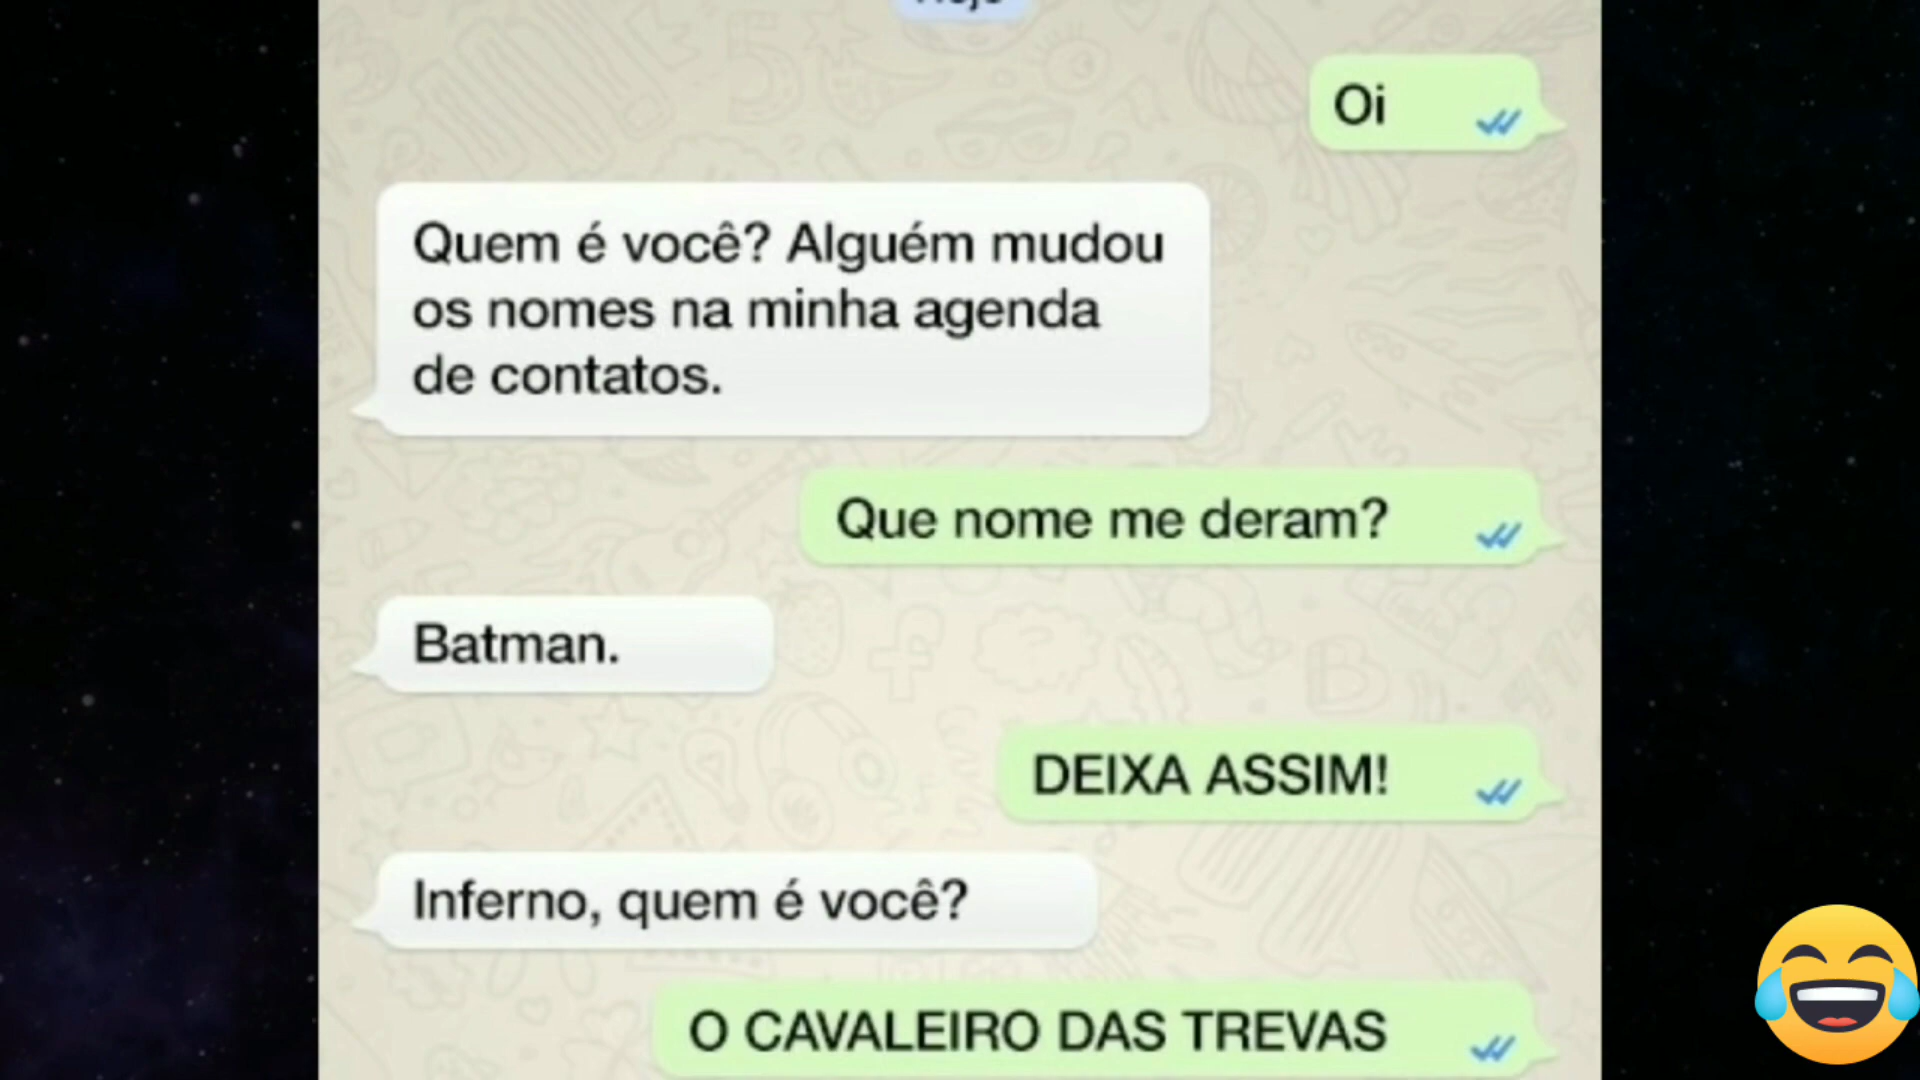 Oi
Quem é você? Alguém mudou
os nomes na minha agenda
de contatos.
Que nome me deram?
Batman.
DEIXA ASSIM!
Inferno, quem é você?
O CAVALEIRO DAS TREVAS